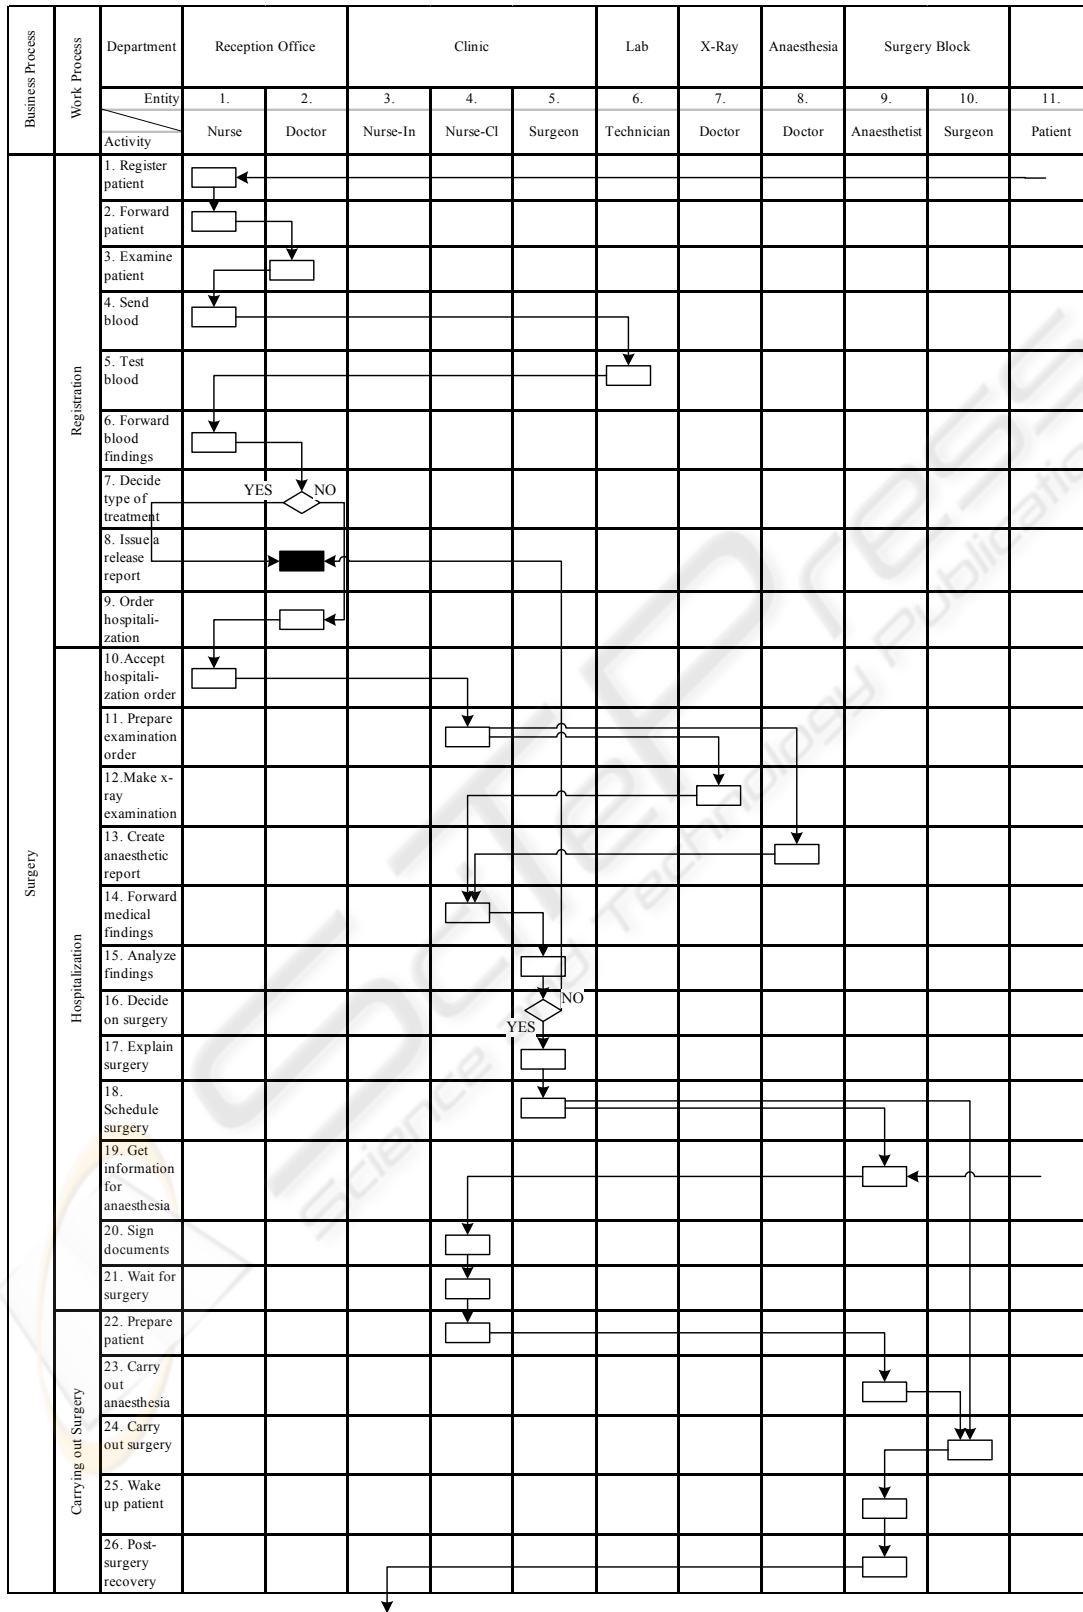 Business Process
Work Process
Department
Reception Office
Clinic
Lab
X-Ray
Anaesthesia
Surgery Block
Entity
1.
2.
3.
4.
5.
6.
7.
8.
9.
10.
11.
Activity
Nurse
Doctor
Nurse-In
Nurse-Cl
Surgeon
Technician
Doctor
Doctor
Anaesthetist
Surgeon
Patient
Surgery
Registration
1. Register
patient
2. Forward
patient
3. Examine
patient
4. Send
blood
5. Test
blood
6. Forward
blood
findings
7. Decide
type of
treatment
YES
NO
8. Issue a
release
report
9. Order
hospitali-
zation
Hospitalization
10.Accept
hospitali-
zation order
11. Prepare
examination
order
12.Make x-
ray
examination
13. Create
anaesthetic
report
14. Forward
medical
findings
15. Analyze
findings
16. Decide
on surgery
NO
YES
17. Explain
surgery
18.
Schedule
surgery
19. Get
information
for
anaesthesia
20. Sign
documents
21. Wait for
surgery
Carrying out Surgery
22. Prepare
patient
23. Carry
out
anaesthesia
24. Carry
out surgery
25. Wake
up patient
26. Post-
surgery
recovery
SciTePress
Science and Technology Publications